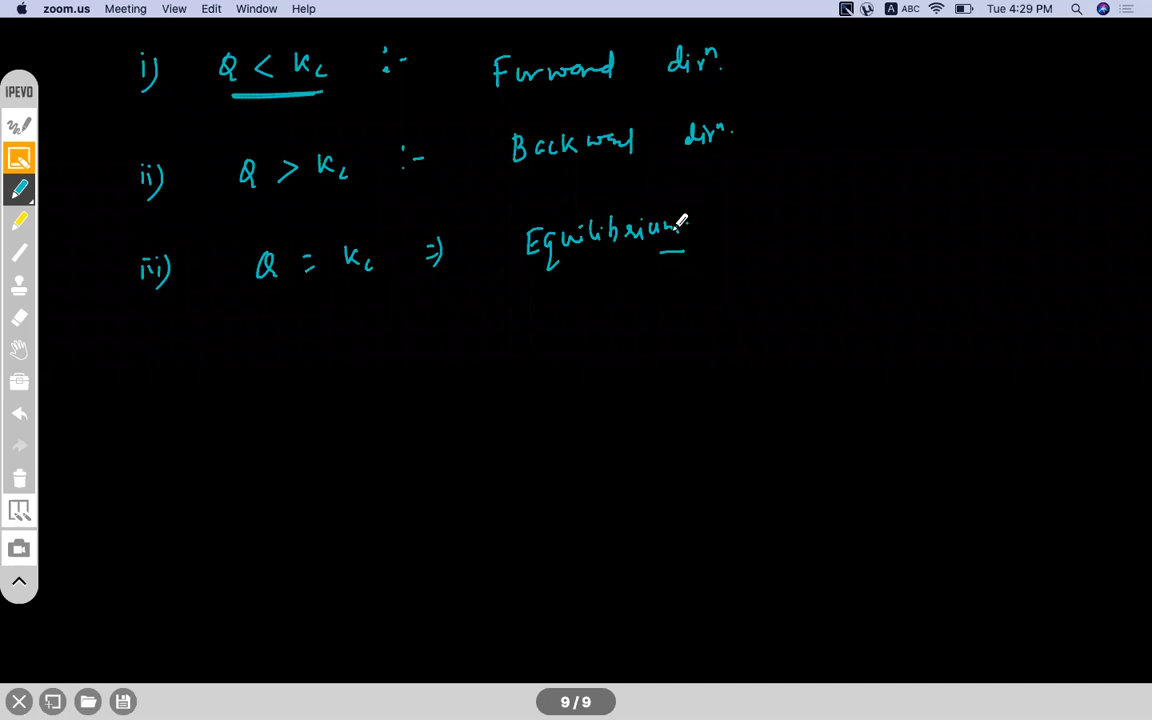 zoom.us Meeting View Edit Window Help A ABC Tue 4:29 PM
IPEVO
i) Q < Kc :- Forward dirⁿ.
ii) Q > Kc :- Backward dirⁿ.
iii) Q = Kc ⇒ Equilibrium.
9 / 9